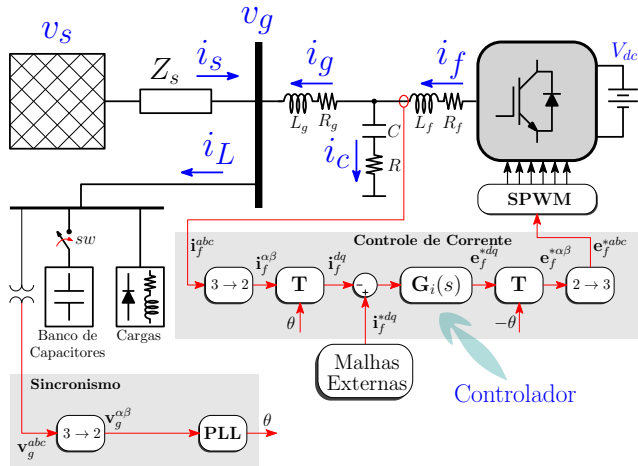 v_s
Z_s
i_s
v_g
i_g
i_f
V_{dc}
L_g
R_g
C
L_f
R_f
i_c
R
i_L
SPWM
sw
Banco de
Capacitores
Cargas
Controle de Corrente
i_f^{abc}
3 → 2
i_f^{αβ}
T
i_f^{dq}
− +
G_i(s)
e_f^{*dq}
T
e_f^{*αβ}
2 → 3
e_f^{*abc}
θ
i_f^{*dq}
−θ
Malhas
Externas
Controlador
Sincronismo
v_g^{abc}
3 → 2
v_g^{αβ}
PLL
θ